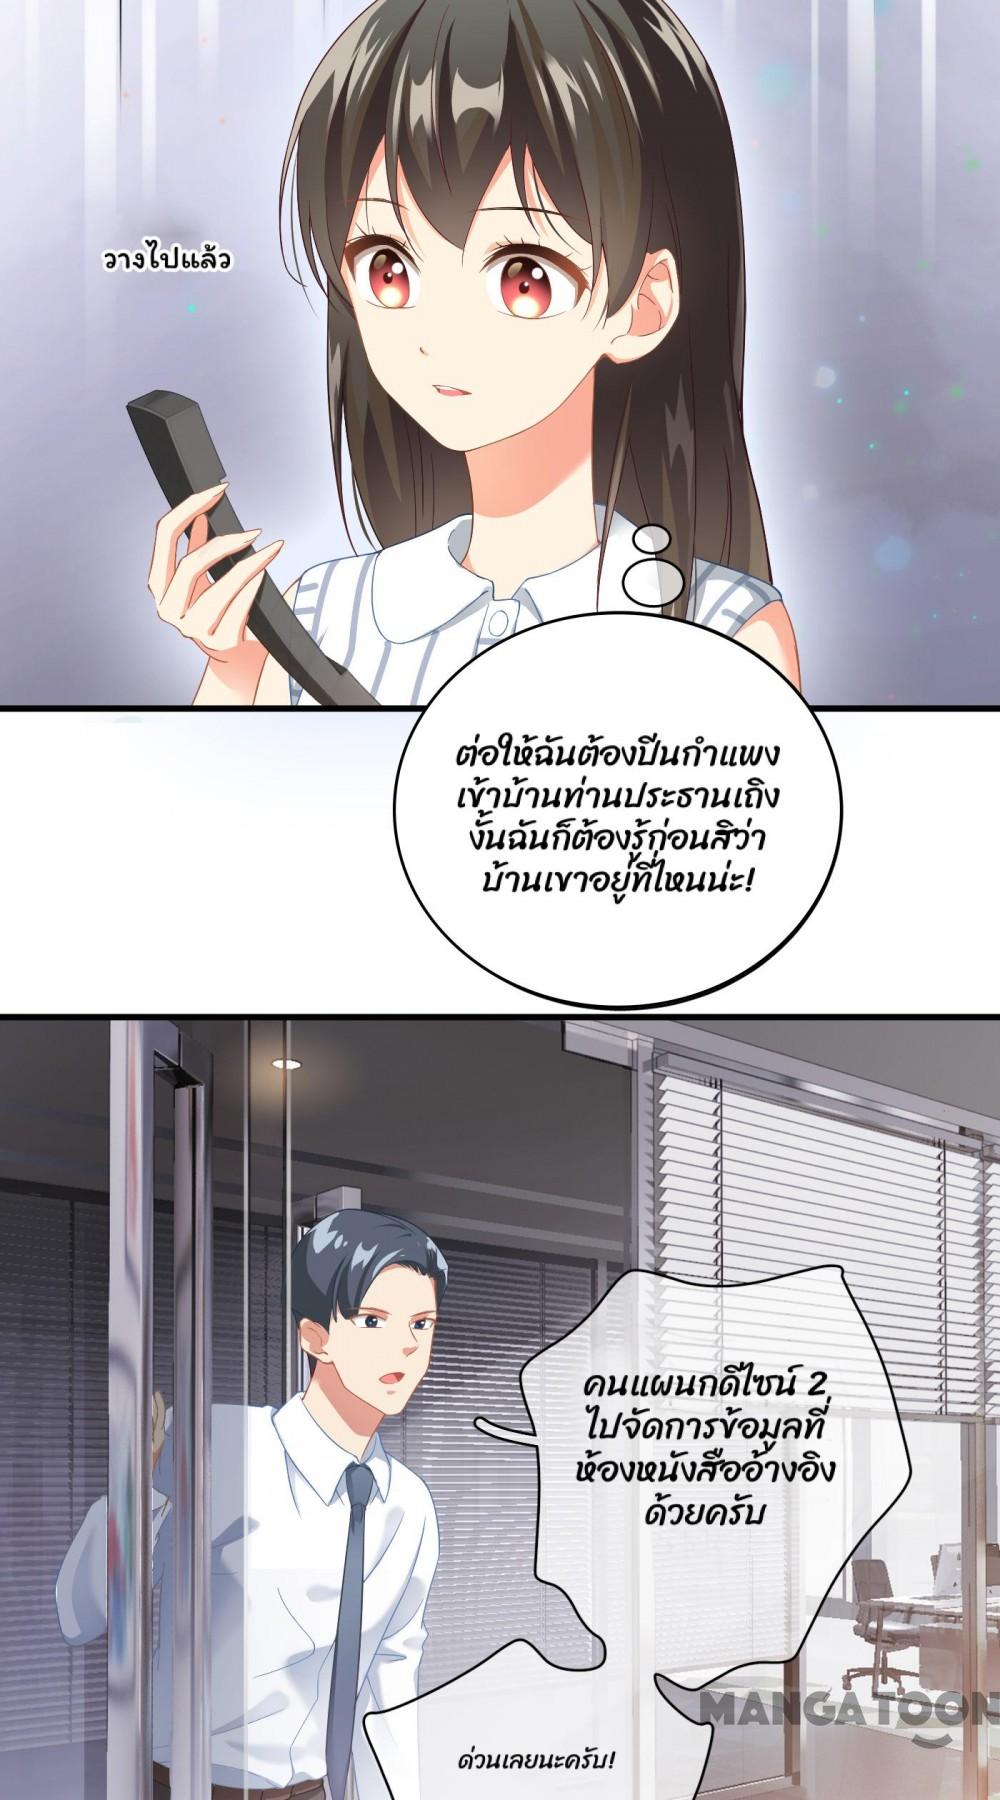 วางไปแล้ว
ต่อให้ฉันต้องปีนกำแพง
เข้าบ้านท่านประธานเถิง
งั้นฉันก็ต้องรู้ก่อนสิว่า
บ้านเขาอยู่ที่ไหนน่ะ!
คนแผนกดีไซน์ 2
ไปจัดการข้อมูลที่
ห้องหนังสืออ้างอิง
ด้วยครับ
MANGATOON
ด่วนเลยนะครับ!